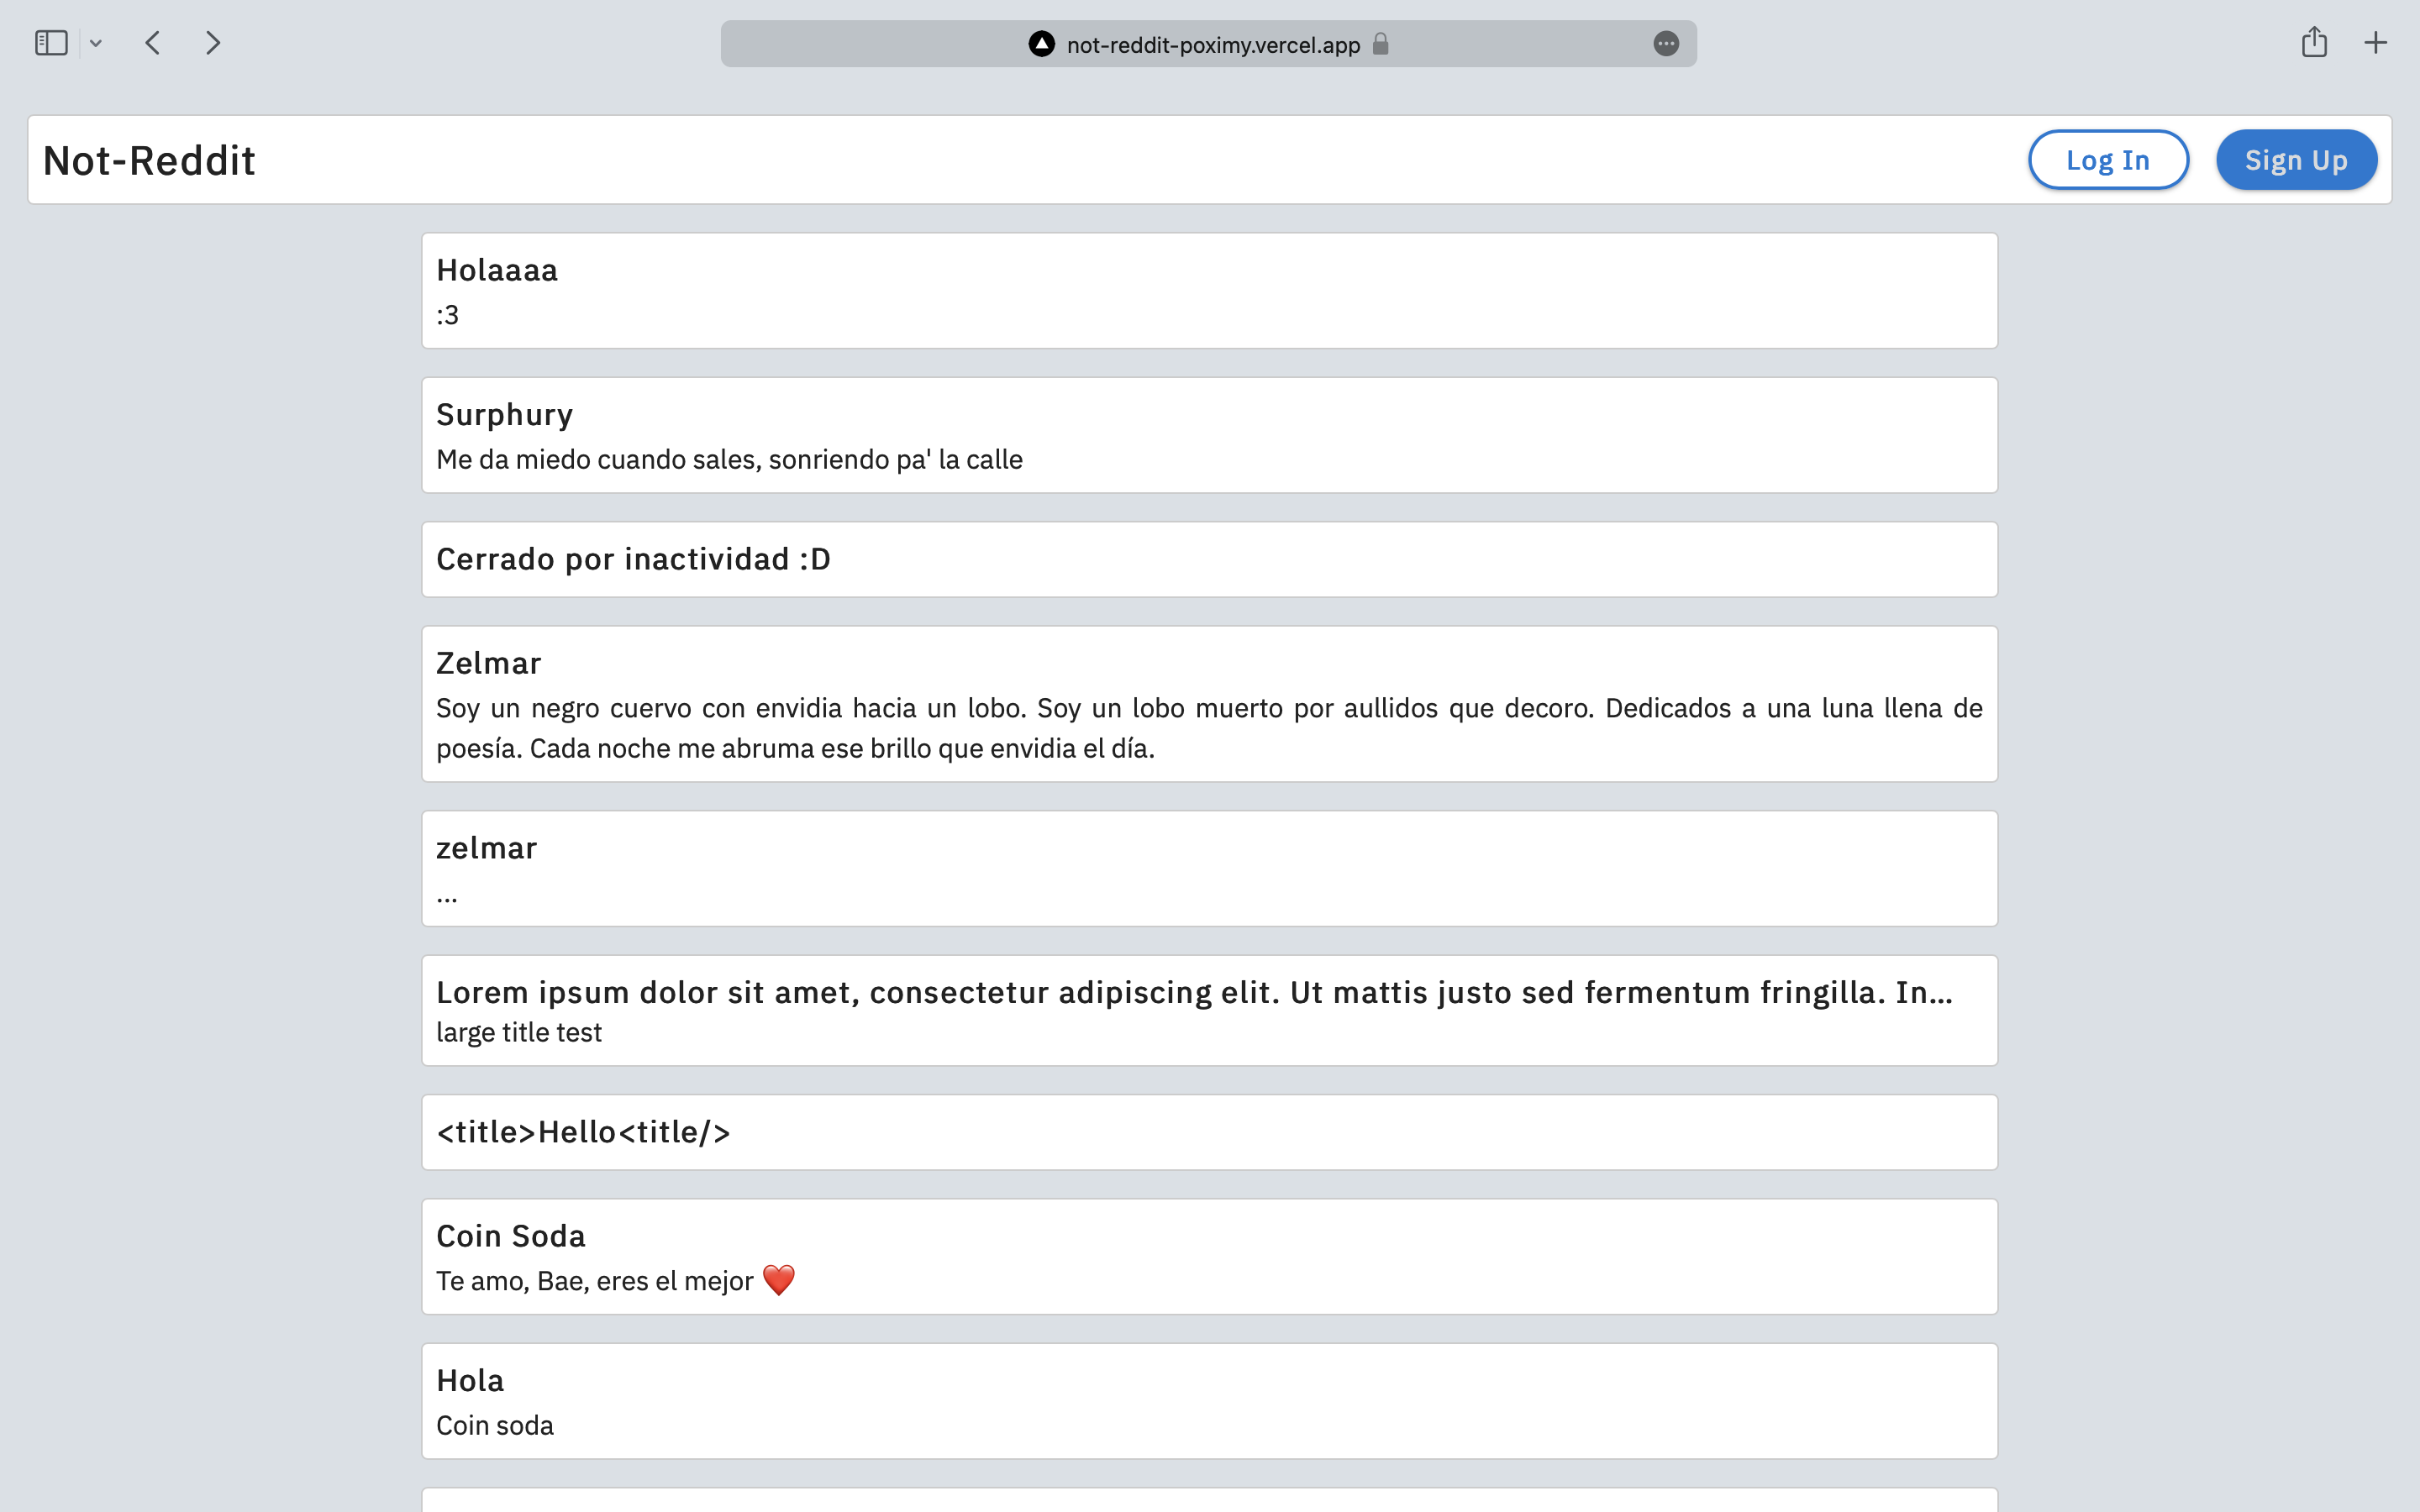 not-reddit-poximy.vercel.app
Not-Reddit
Log In
Sign Up
Holaaaa
:3
Surphury
Me da miedo cuando sales, sonriendo pa' la calle
Cerrado por inactividad :D
Zelmar
Soy un negro cuervo con envidia hacia un lobo. Soy un lobo muerto por aullidos que decoro. Dedicados a una luna llena de
poesía. Cada noche me abruma ese brillo que envidia el día.
zelmar
...
Lorem ipsum dolor sit amet, consectetur adipiscing elit. Ut mattis justo sed fermentum fringilla. In...
large title test
<title>Hello<title/>
Coin Soda
Te amo, Bae, eres el mejor ❤️
Hola
Coin soda